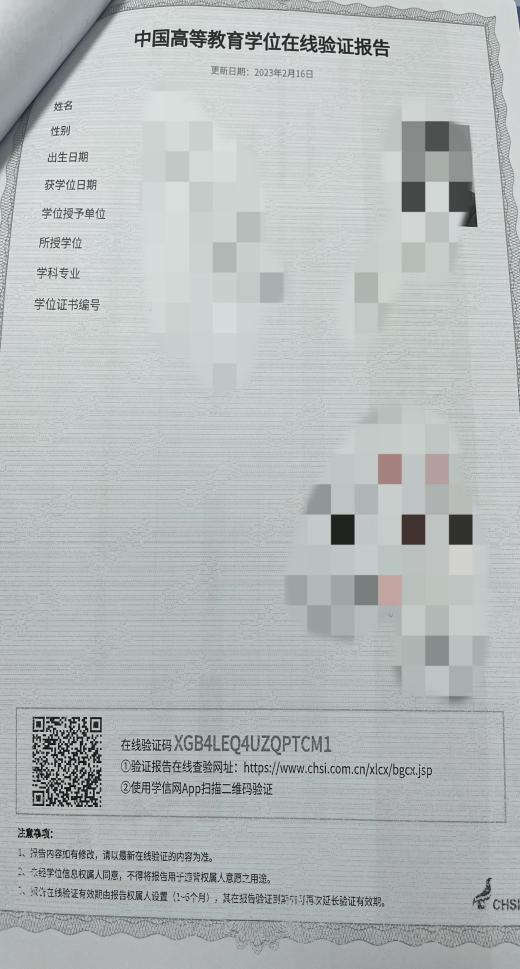 中国高等教育学位在线验证报告
更新日期：2023年2月16日
姓名
性别
出生日期
获学位日期
学位授予单位
所授学位
学科专业
学位证书编号
在线验证码 XGB4LEQ4UZQPTCM1
①验证报告在线查验网址：https://www.chsi.com.cn/xlcx/bgcx.jsp
②使用学信网App扫描二维码验证
注意事项：
1、报告内容如有修改，请以最新在线验证的内容为准。
2、未经学位信息权属人同意，不得将报告用于违背权属人意愿之用途。
3、报告在线验证有效期由报告权属人设置（1~6个月），其在报告验证到期前可再次延长验证有效期。
CHSI